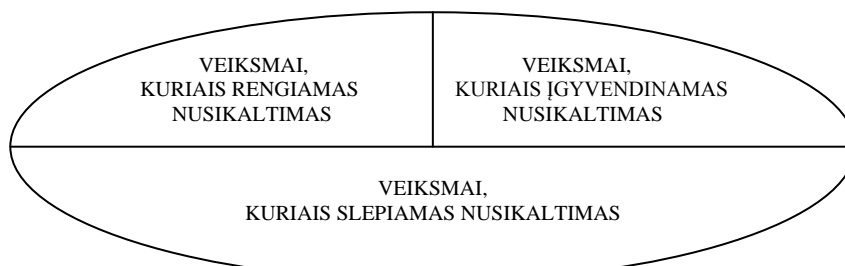 VEIKSMAI,
KURIAIS RENGIAMAS
NUSIKALTIMAS
VEIKSMAI,
KURIAIS ĮGYVENDINAMAS
NUSIKALTIMAS
VEIKSMAI,
KURIAIS SLEPIAMAS NUSIKALTIMAS